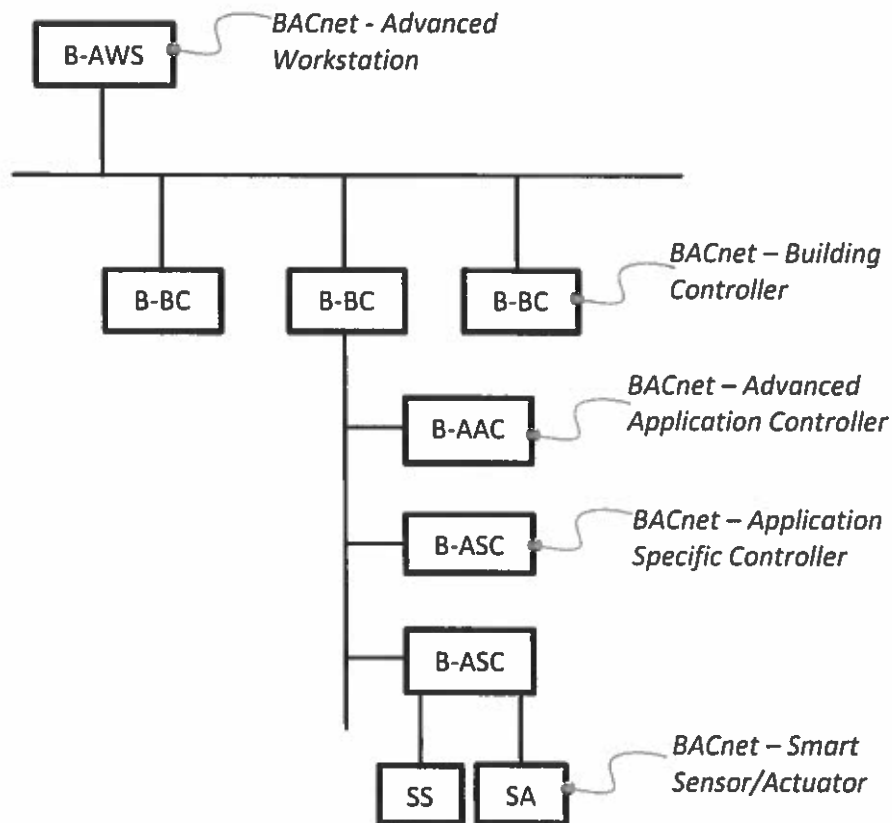 B-AWS
BACnet - Advanced
Workstation
B-BC
B-BC
B-BC
BACnet – Building
Controller
B-AAC
BACnet – Advanced
Application Controller
B-ASC
BACnet – Application
Specific Controller
B-ASC
SS
SA
BACnet – Smart
Sensor/Actuator